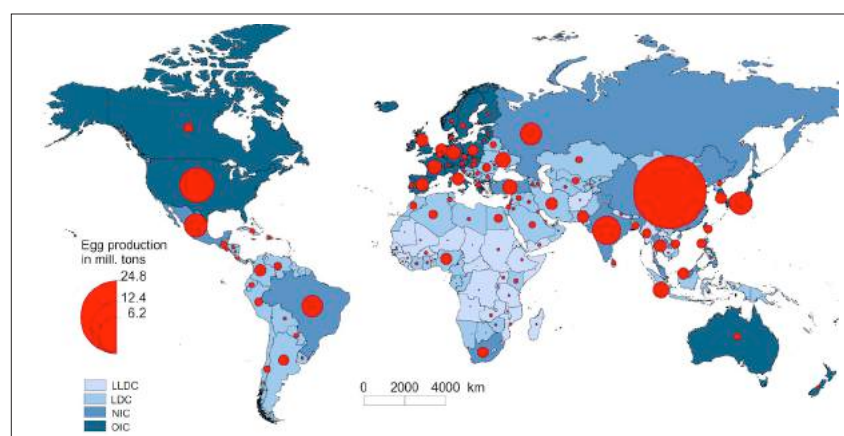 Egg production
in mill. tons
24.8
12.4
6.2
LLDC
LDC
NIC
OIC
0 2000 4000 km